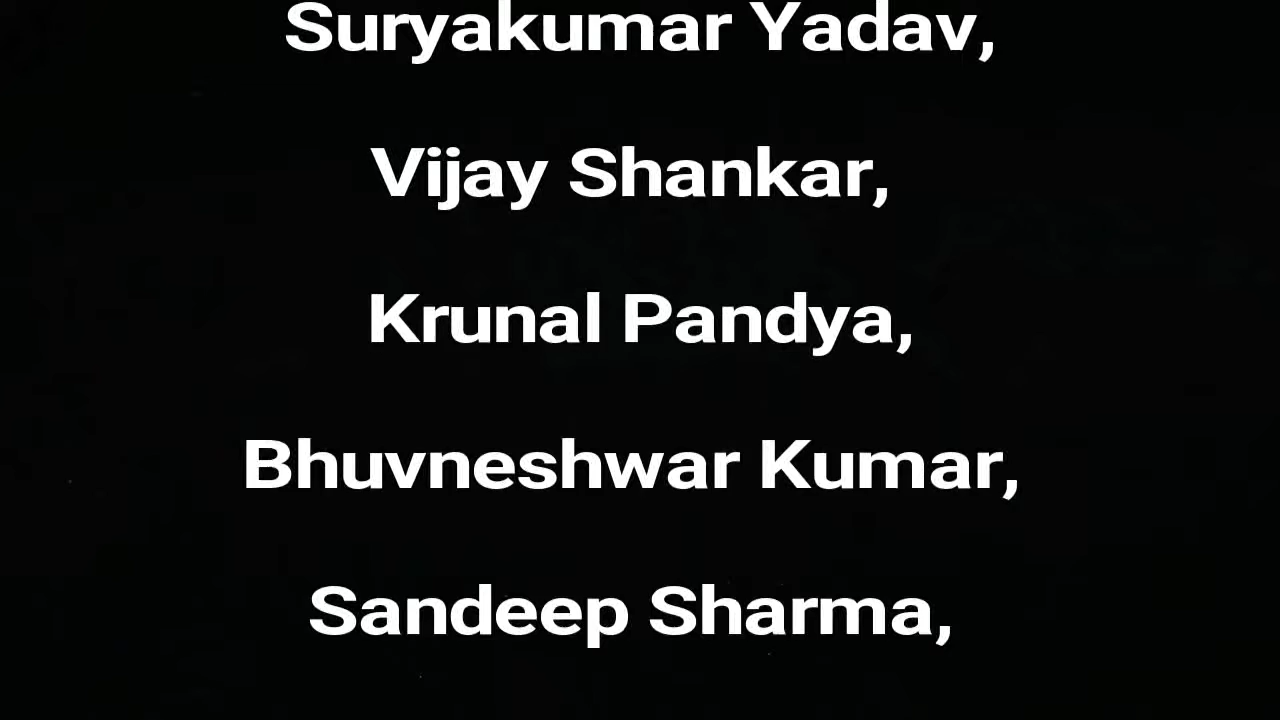 Suryakumar Yadav,
Vijay Shankar,
Krunal Pandya,
Bhuvneshwar Kumar,
Sandeep Sharma,